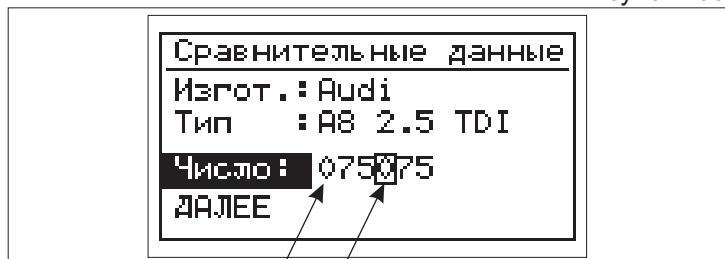 Сравнительные данные
Изгот.:Audi
Тип :A8 2.5 TDI
Число: 075075
ДАЛЕЕ